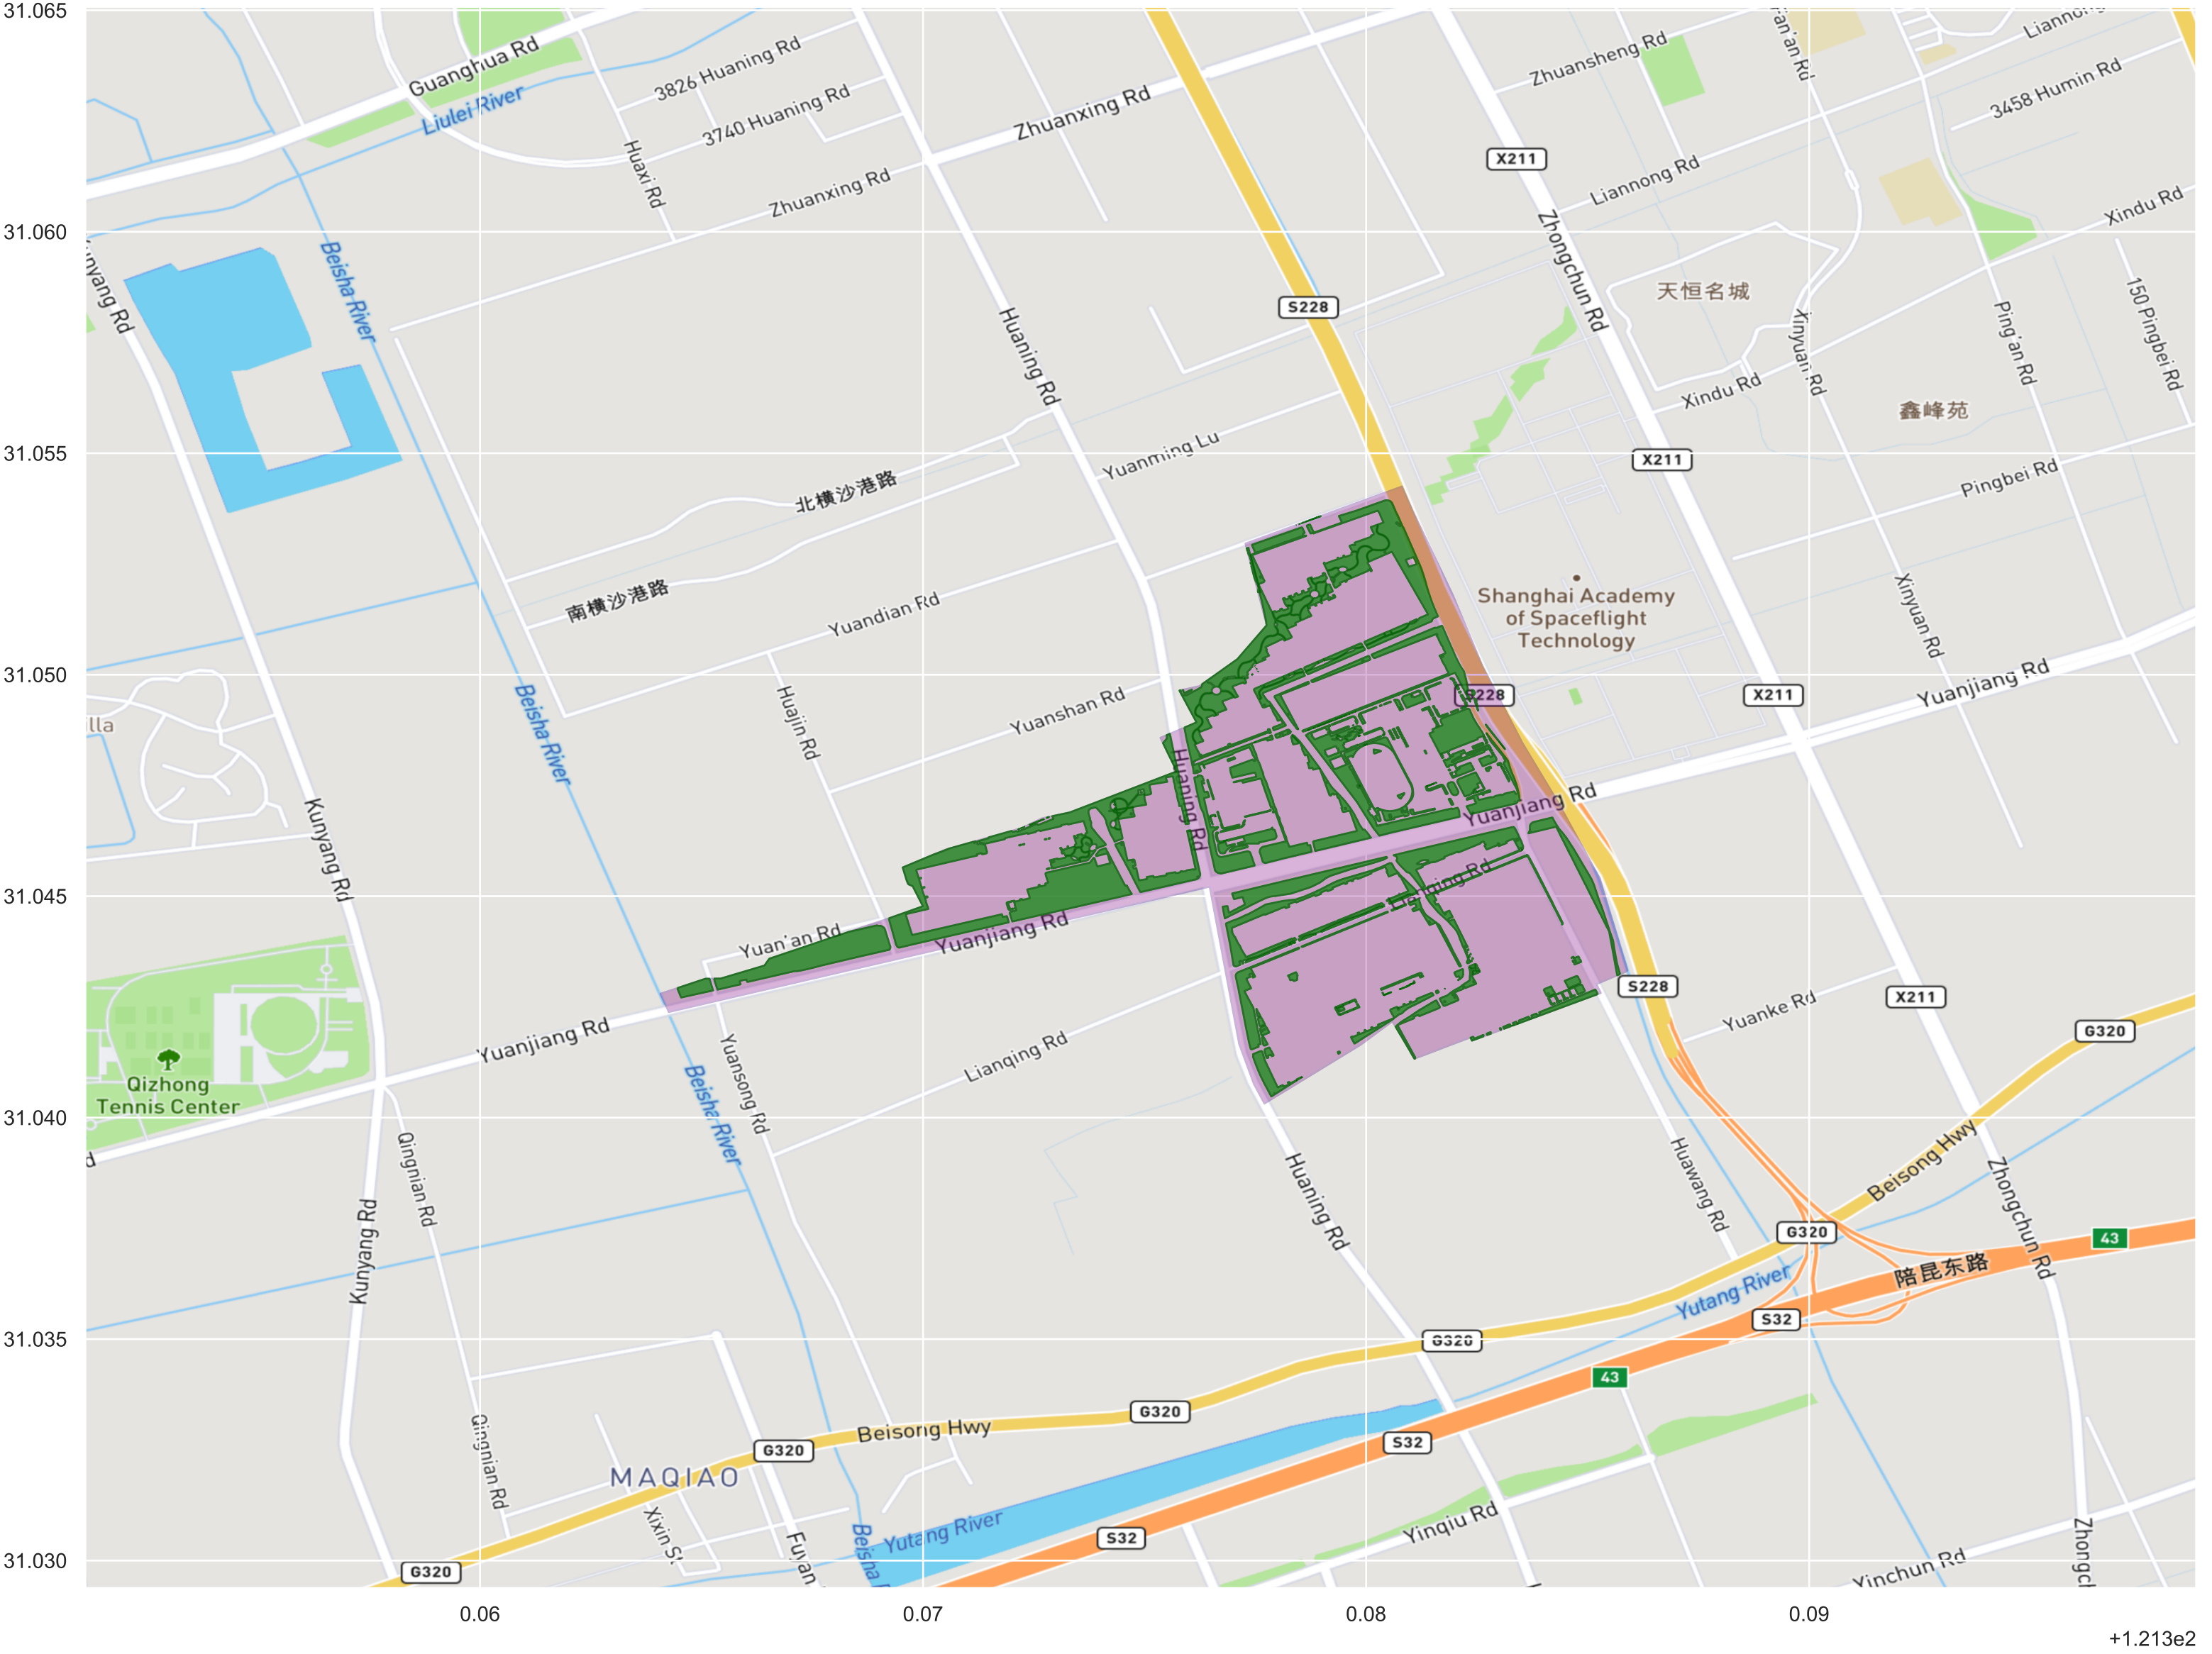 31.065
31.060
31.055
31.050
31.045
31.040
31.035
31.030
0.06
0.07
0.08
0.09
+1.213e2
Guanghua Rd
Liulei River
3826 Huaning Rd
3740 Huaning Rd
Huaxi Rd
Zhuanxing Rd
Zhuanxing Rd
Zhuansheng Rd
Liannong
3458 Humin Rd
X211
Liannong Rd
Xindu Rd
Zhongchun Rd
Beisha River
S228
天恒名城
Huaning Rd
Xinyuan Rd
Ping'an Rd
150 Pingbei Rd
Xindu Rd
鑫峰苑
Yuanming Lu
X211
Pingbei Rd
北横沙港路
南横沙港路
Yuandian Rd
Shanghai Academy
of Spaceflight
Technology
Xinyuan Rd
Beisha River
Huajin Rd
Yuanshan Rd
S228
X211
Yuanjiang Rd
Huaning Rd
Yuanjiang Rd
Kunyang Rd
Yuan'an Rd
Yuanjiang Rd
S228
X211
Yuanke Rd
G320
Qizhong
Tennis Center
Yuanjiang Rd
Yuansong Rd
Lianqing Rd
Beisha River
Qingnian Rd
Huaning Rd
Huawang Rd
Beisong Hwy
Zhongchun Rd
Kunyang Rd
G320
43
陪昆东路
Yutang River
S32
G320
43
G320
Beisong Hwy
G320
S32
MAQIAO
Qingnian Rd
Yutang River
S32
Yinqiu Rd
G320
Yinchun Rd